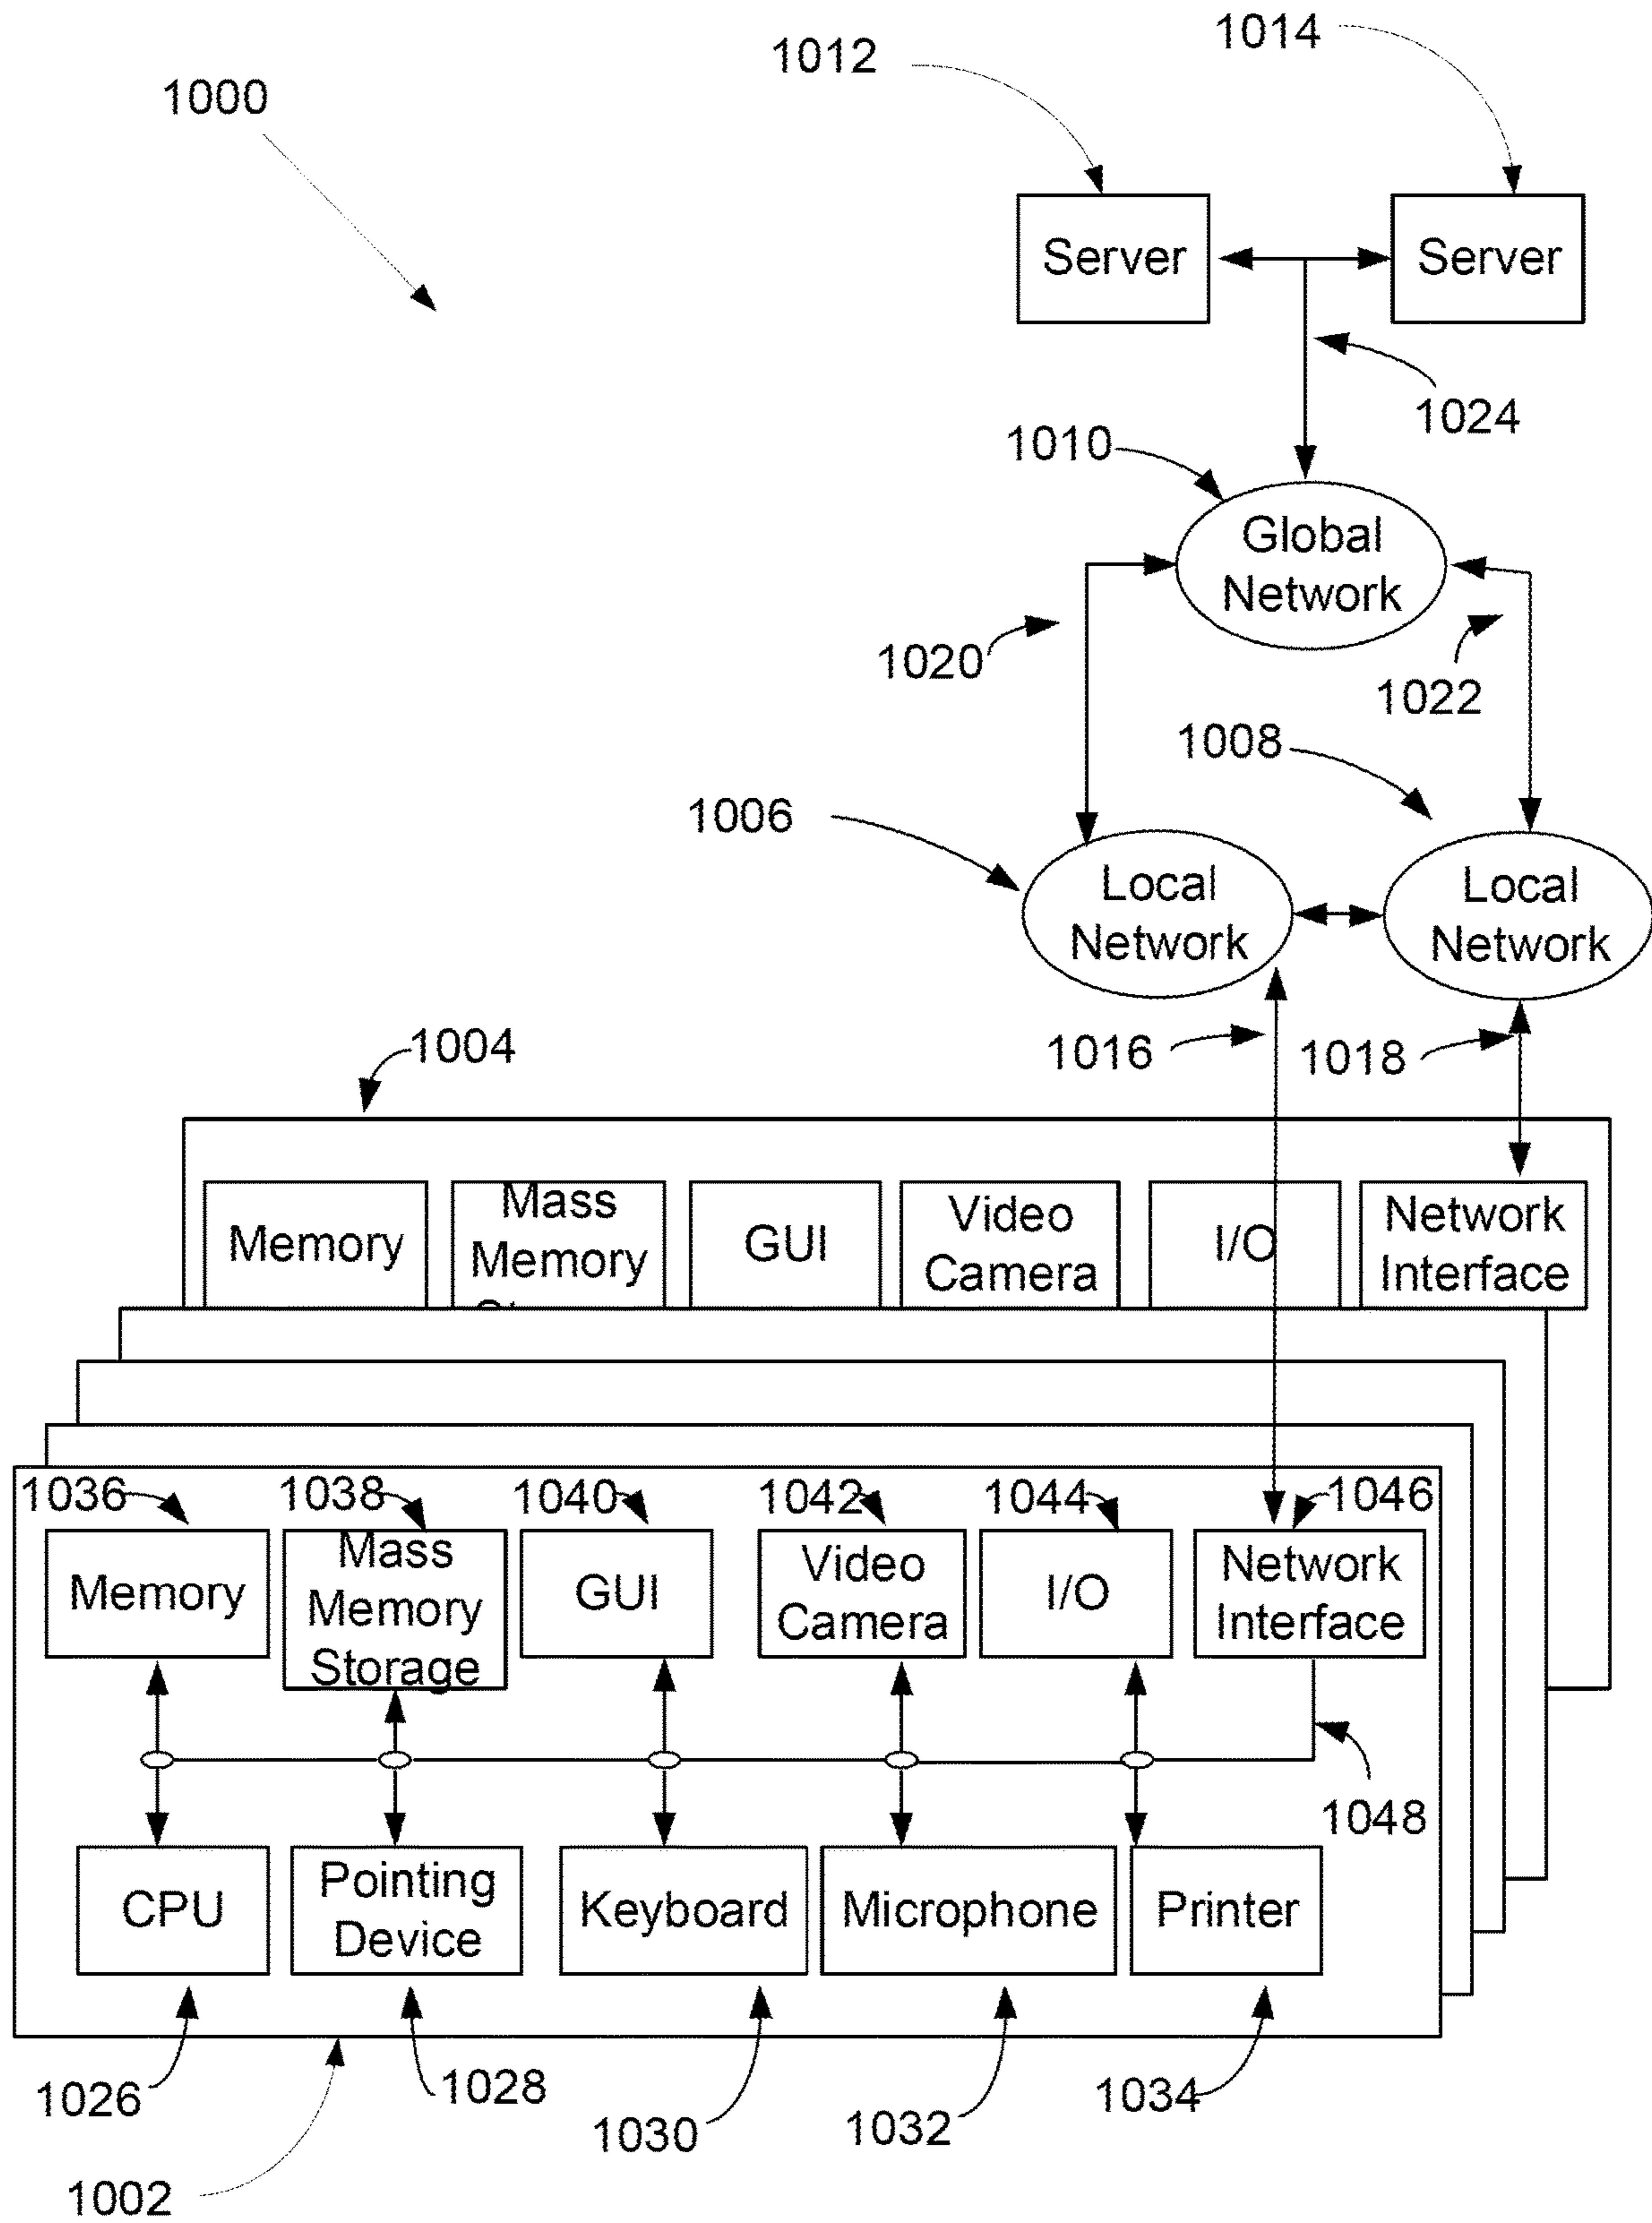 1014
1012
1000
Server
Server
1024
1010
Global
Network
1020
1022
1008
1006
Local
Network
Local
Network
1004
1016
1018
Memory
Mass
Memory
GUI
Video
Camera
I/O
Network
Interface
1036
1038
1040
1042
1044
1046
Memory
Mass
Memory
Storage
GUI
Video
Camera
I/O
Network
Interface
1048
CPU
Pointing
Device
Keyboard
Microphone
Printer
1026
1028
1030
1032
1034
1002